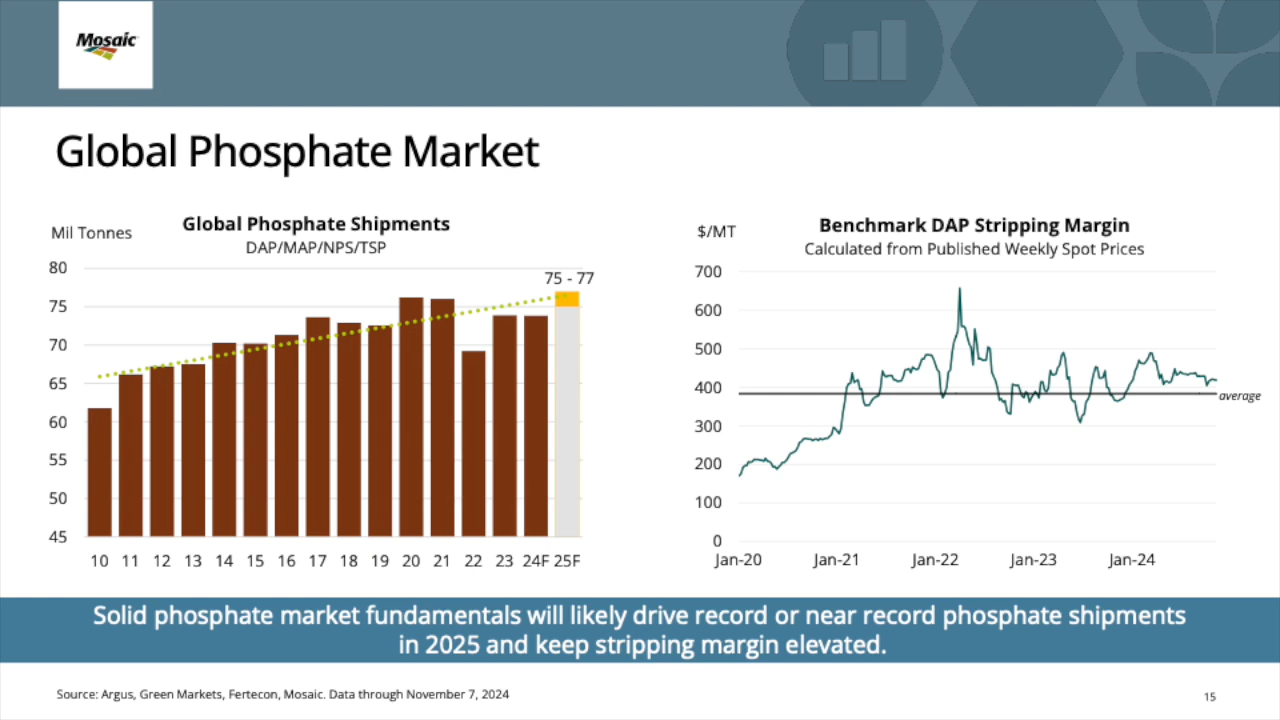 Mosaic
Global Phosphate Market
Mil Tonnes
Global Phosphate Shipments
DAP/MAP/NPS/TSP
80
75
70
65
60
55
50
45
75 - 77
10 11 12 13 14 15 16 17 18 19 20 21 22 23 24F 25F
$/MT
Benchmark DAP Stripping Margin
Calculated from Published Weekly Spot Prices
700
600
500
400
300
200
100
0
average
Jan-20 Jan-21 Jan-22 Jan-23 Jan-24
Solid phosphate market fundamentals will likely drive record or near record phosphate shipments
in 2025 and keep stripping margin elevated.
Source: Argus, Green Markets, Fertecon, Mosaic. Data through November 7, 2024
15